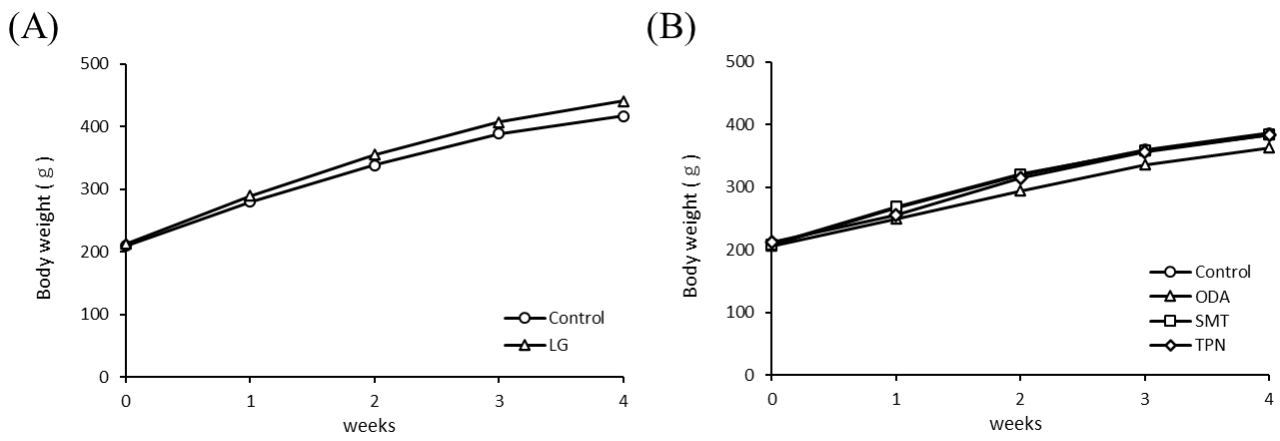 (A)
500
400
300
200
100
0
Body weight ( g )
0 1 2 3 4
weeks
Control
LG
(B)
500
400
300
200
100
0
Body weight ( g )
0 1 2 3 4
weeks
Control
ODA
SMT
TPN